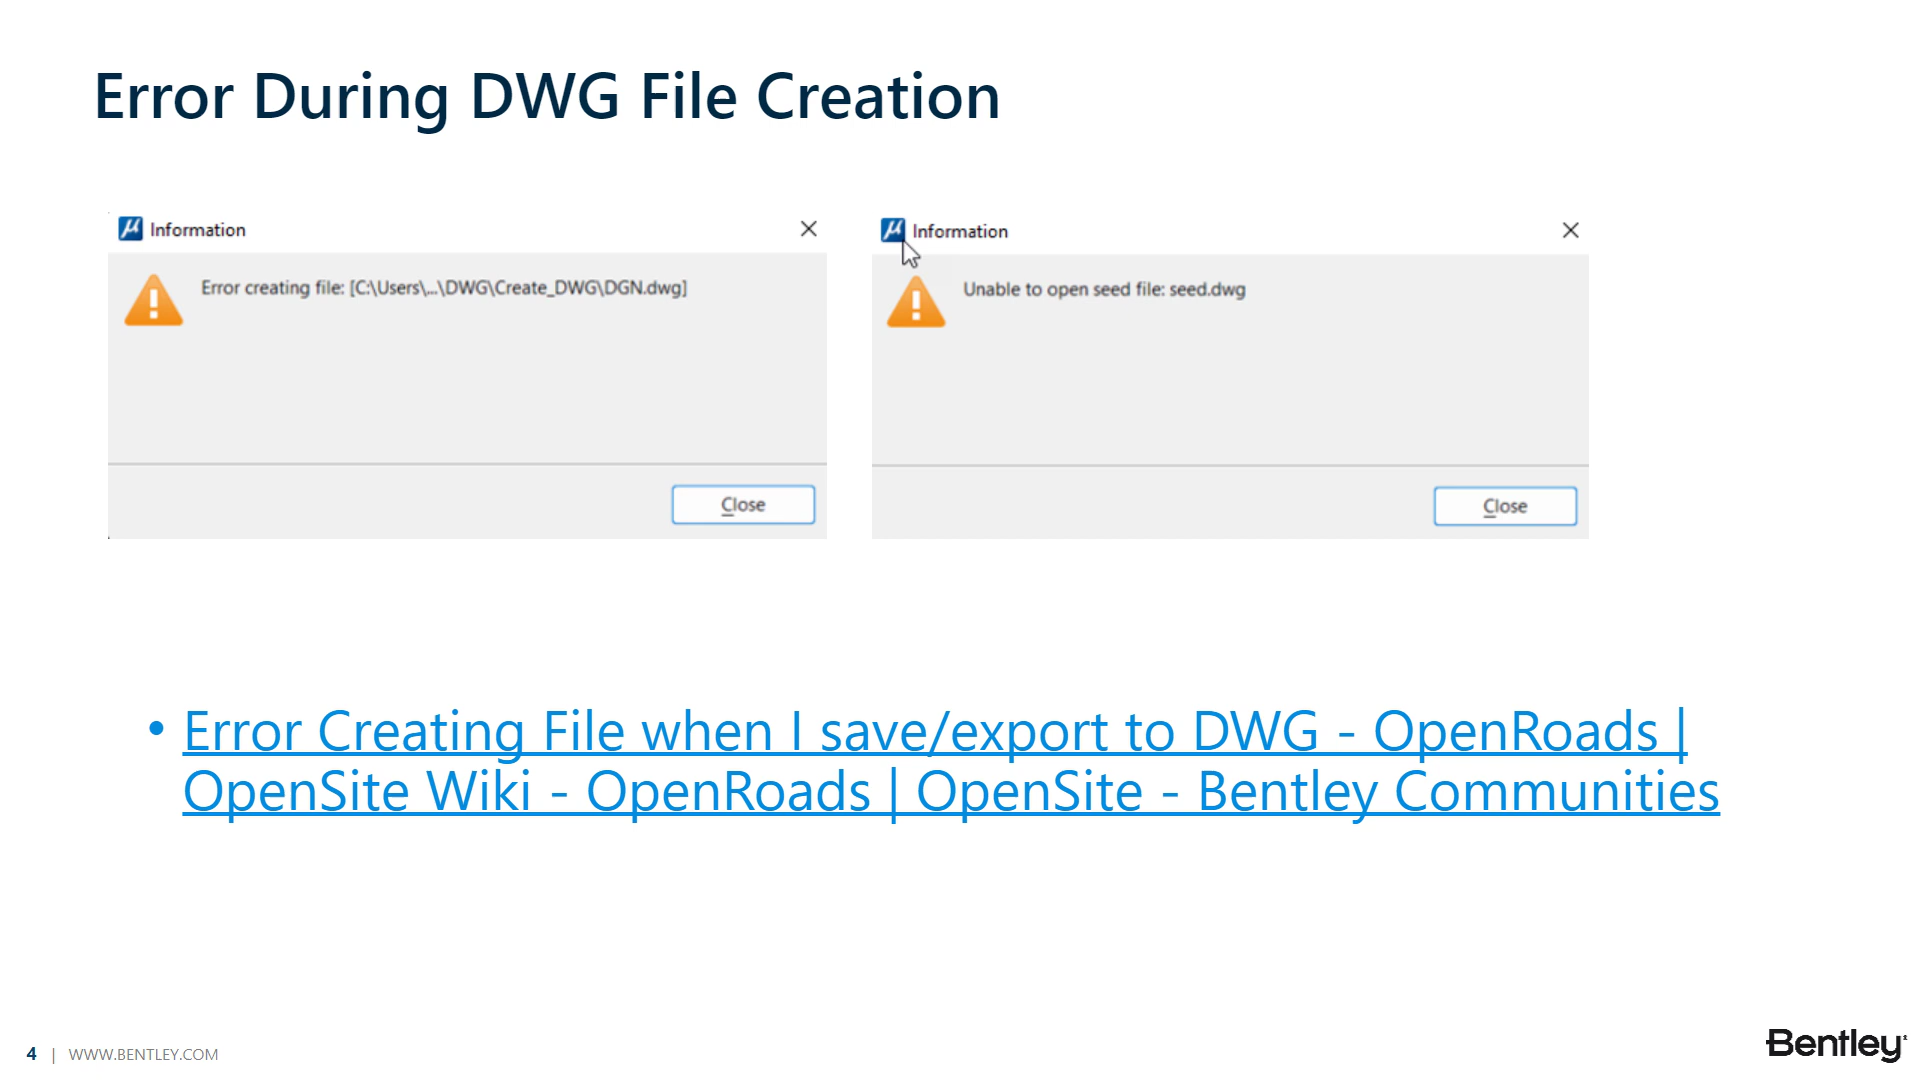 Error During DWG File Creation
Information
Error creating file: [C:\Users\...\DWG\Create_DWG\DGN.dwg]
Close
Information
Unable to open seed file: seed.dwg
Close
• Error Creating File when I save/export to DWG - OpenRoads |
OpenSite Wiki - OpenRoads | OpenSite - Bentley Communities
4 | WWW.BENTLEY.COM
Bentley